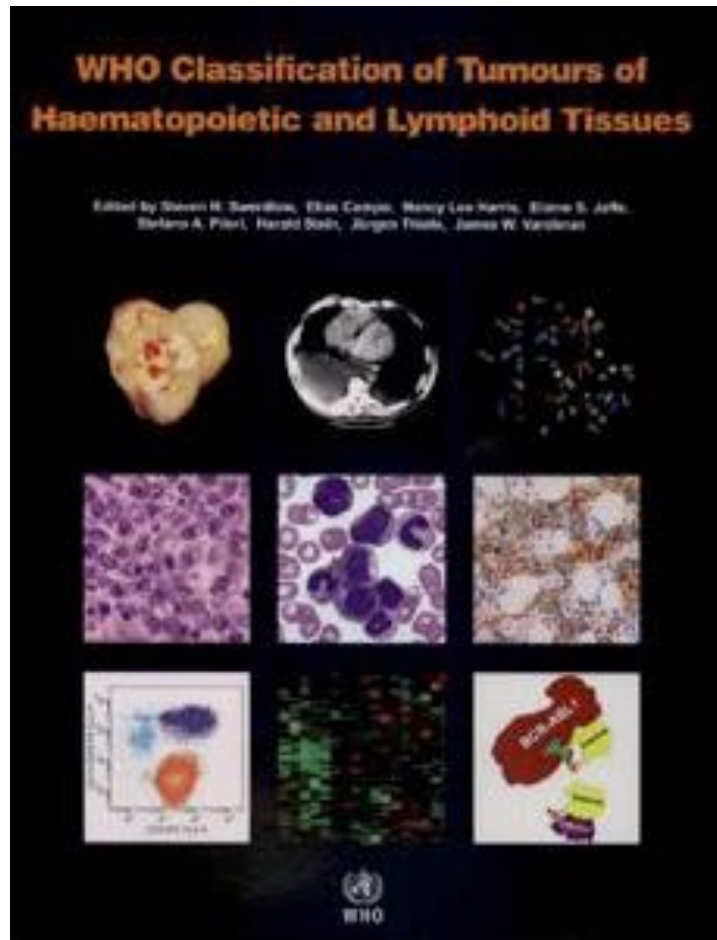 WHO Classification of Tumours of
Haematopoietic and Lymphoid Tissues
Edited by Steven H. Swerdlow, Elias Campo, Nancy Lee Harris, Elaine S. Jaffe,
Stefano A. Pileri, Harald Stein, Jürgen Thiele, James W. Vardiman
BCR-ABL1
WHO